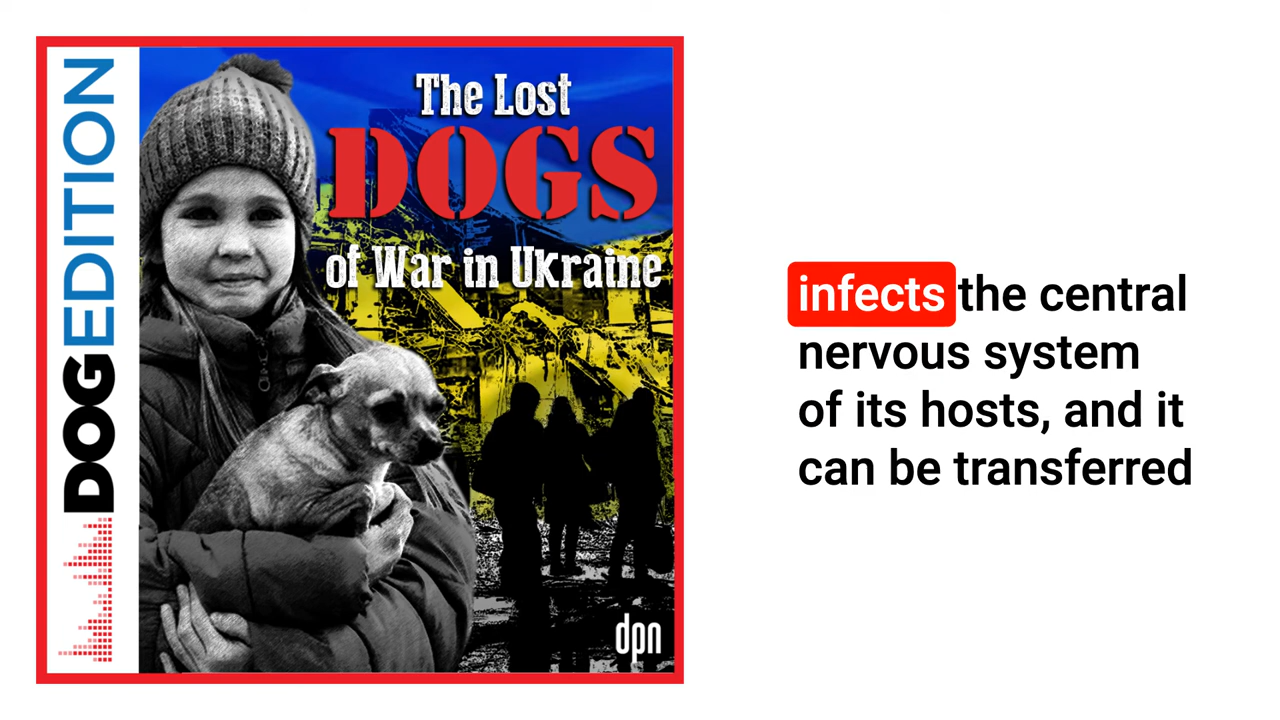 DOGEDITION
The Lost
DOGS
of War in Ukraine
dpn
infects the central
nervous system
of its hosts, and it
can be transferred